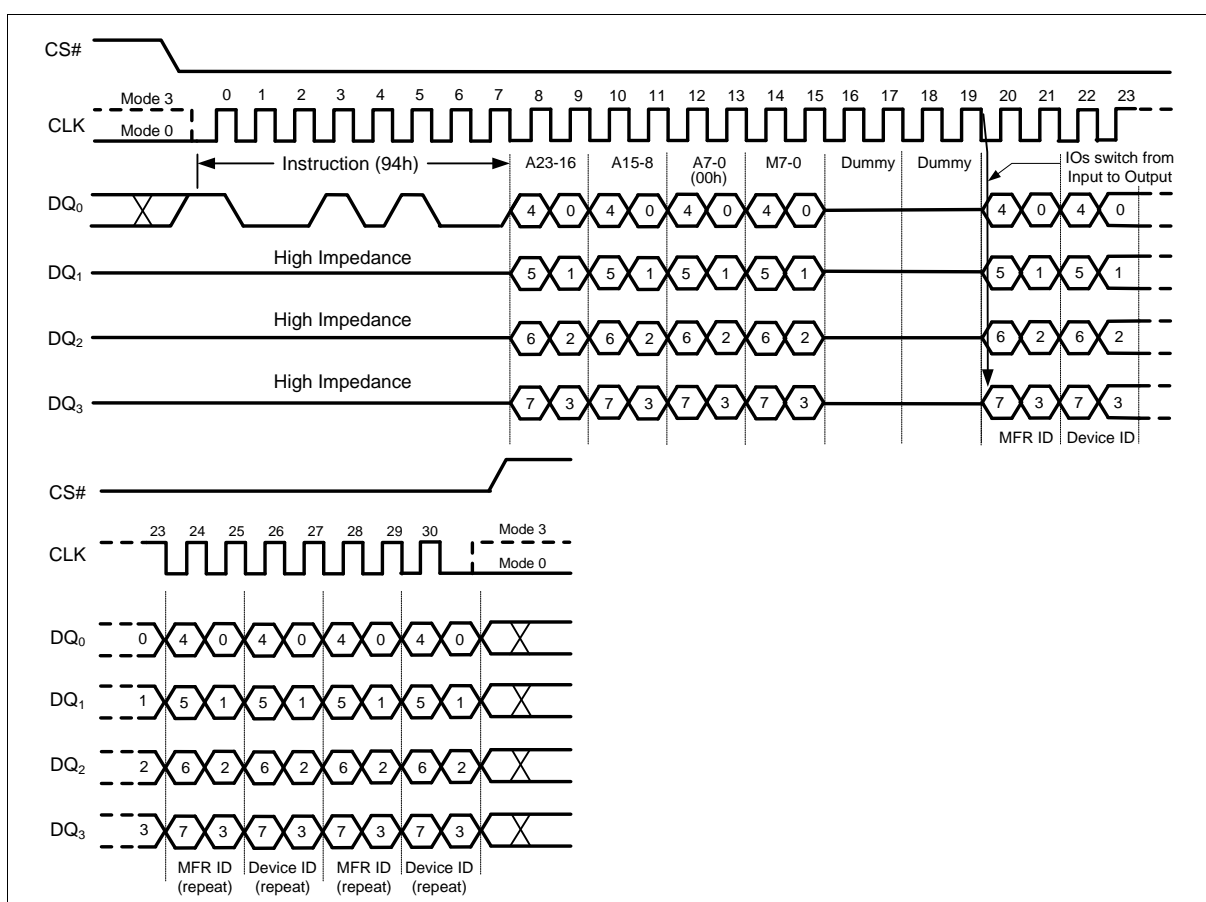 CS#
0 1 2 3 4 5 6 7 8 9 10 11 12 13 14 15 16 17 18 19 20 21 22 23
Mode 3
CLK
Mode 0
Instruction (94h)
A23-16 A15-8 A7-0 M7-0 Dummy Dummy
(00h)
IOs switch from
Input to Output
DQ0 4 0 4 0 4 0 4 0 4 0 4 0
High Impedance
DQ1 5 1 5 1 5 1 5 1 5 1 5 1
High Impedance
DQ2 6 2 6 2 6 2 6 2 6 2 6 2
High Impedance
DQ3 7 3 7 3 7 3 7 3 7 3 7 3
MFR ID Device ID
CS#
23 24 25 26 27 28 29 30 Mode 3
CLK
Mode 0
DQ0 0 4 0 4 0 4 0 4 0
DQ1 1 5 1 5 1 5 1 5 1
DQ2 2 6 2 6 2 6 2 6 2
DQ3 3 7 3 7 3 7 3 7 3
MFR ID Device ID MFR ID Device ID
(repeat) (repeat) (repeat) (repeat)